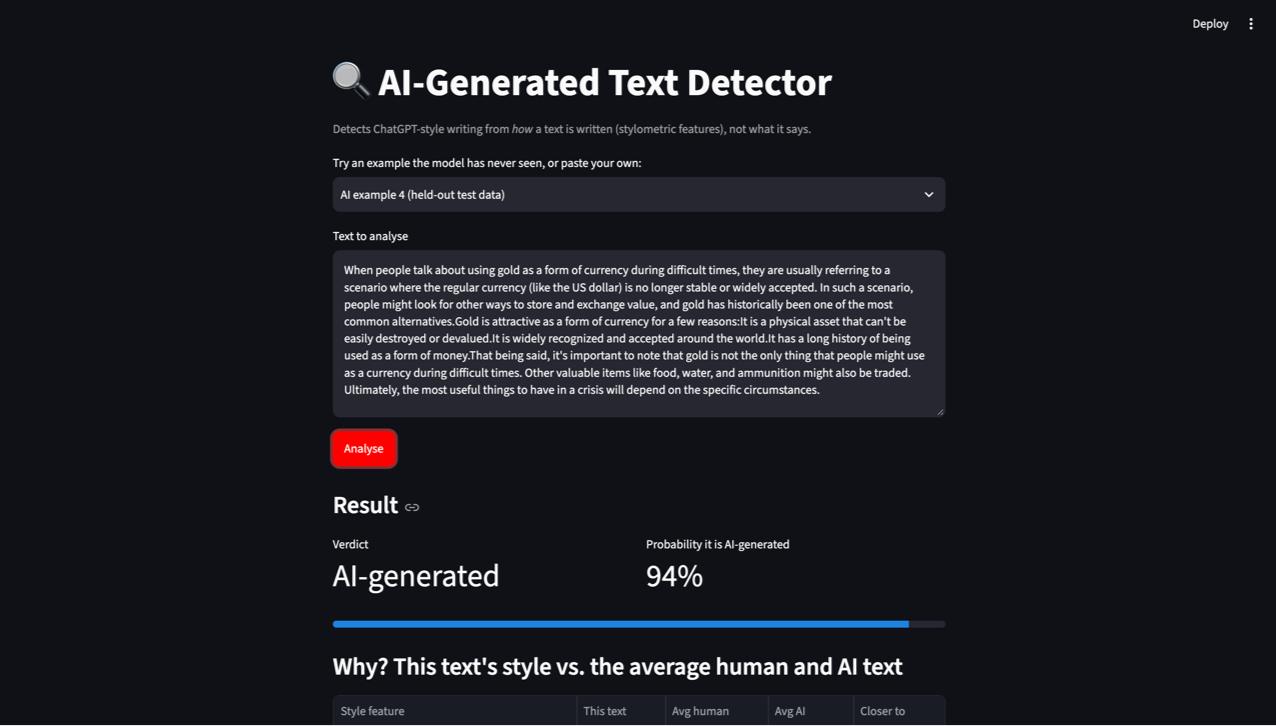 Deploy
AI-Generated Text Detector
Detects ChatGPT-style writing from how a text is written (stylometric features), not what it says.
Try an example the model has never seen, or paste your own:
AI example 4 (held-out test data)
Text to analyse
When people talk about using gold as a form of currency during difficult times, they are usually referring to a
scenario where the regular currency (like the US dollar) is no longer stable or widely accepted. In such a scenario,
people might look for other ways to store and exchange value, and gold has historically been one of the most
common alternatives.Gold is attractive as a form of currency for a few reasons:It is a physical asset that can't be
easily destroyed or devalued.It is widely recognized and accepted around the world.It has a long history of being
used as a form of money.That being said, it's important to note that gold is not the only thing that people might use
as a currency during difficult times. Other valuable items like food, water, and ammunition might also be traded.
Ultimately, the most useful things to have in a crisis will depend on the specific circumstances.
Analyse
Result
Verdict Probability it is AI-generated
AI-generated 94%
Why? This text's style vs. the average human and AI text
Style feature This text Avg human Avg AI Closer to